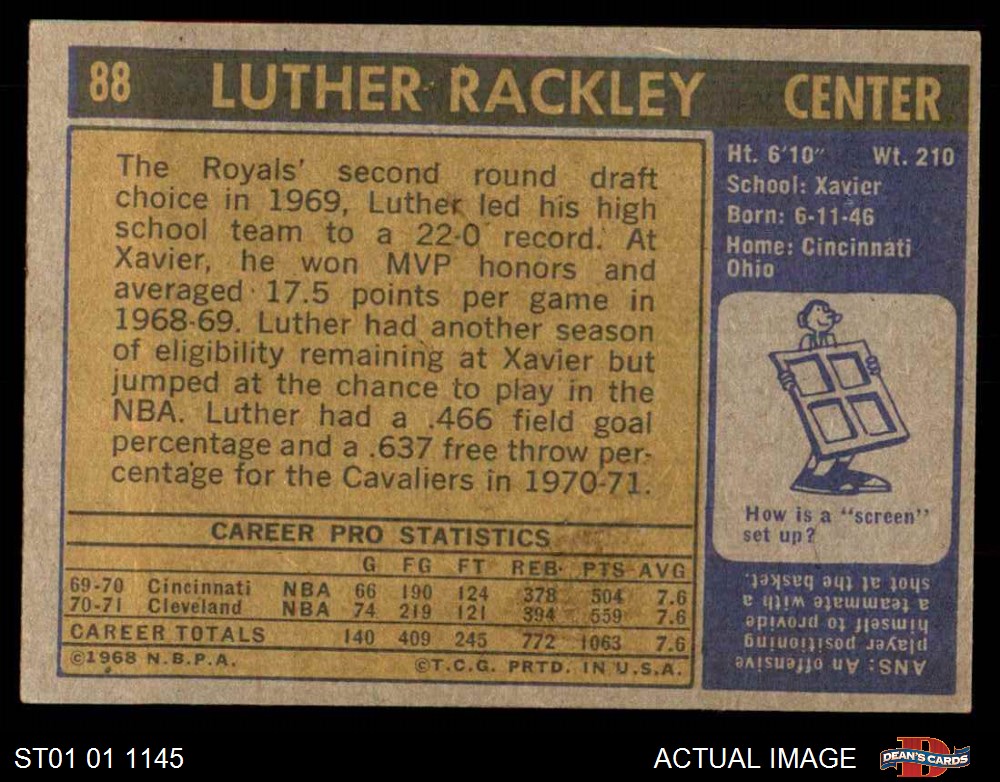 88 LUTHER RACKLEY CENTER
The Royals' second round draft
choice in 1969, Luther led his high
school team to a 22-0 record. At
Xavier, he won MVP honors and
averaged 17.5 points per game in
1968-69. Luther had another season
of eligibility remaining at Xavier but
jumped at the chance to play in the
NBA. Luther had a .466 field goal
percentage and a .637 free throw per-
centage for the Cavaliers in 1970-71.
CAREER PRO STATISTICS
G FG FT REB. PTS AVG
69-70 Cincinnati NBA 66 190 124 378 504 7.6
70-71 Cleveland NBA 74 219 121 394 559 7.6
CAREER TOTALS 140 409 245 772 1063 7.6
©1968 N.B.P.A. ©T.C.G. PRTD. IN U.S.A.
Ht. 6'10" Wt. 210
School: Xavier
Born: 6-11-46
Home: Cincinnati
Ohio
How is a "screen"
set up?
ANS: An offensive
player positioning
himself to provide
a teammate with a
shot at the basket.
ST01 01 1145 ACTUAL IMAGE DEAN'S CARDS